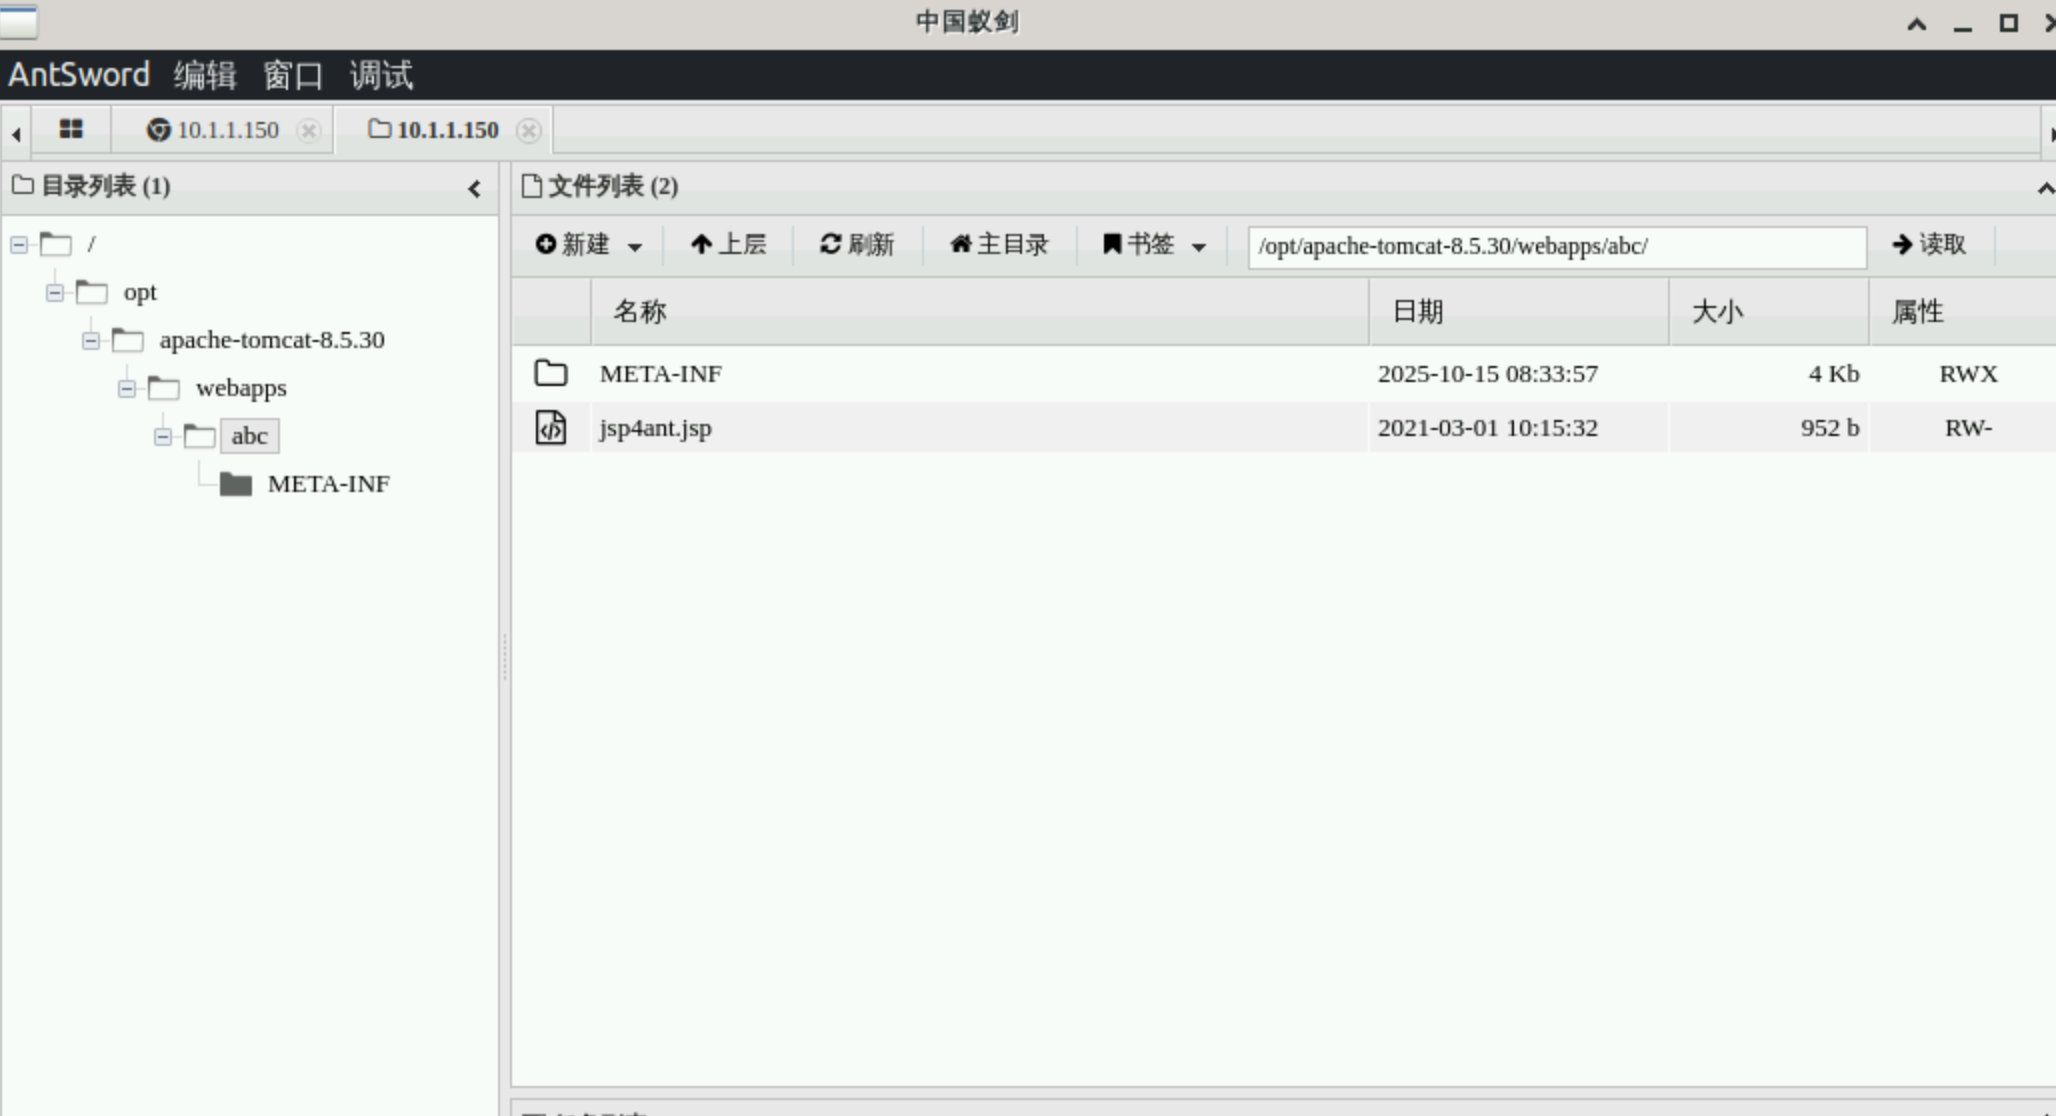 中国蚁剑
AntSword 编辑 窗口 调试
10.1.1.150 10.1.1.150
目录列表 (1)
文件列表 (2)
新建 上层 刷新 主目录 书签 /opt/apache-tomcat-8.5.30/webapps/abc/ 读取
/
opt
apache-tomcat-8.5.30
webapps
abc
META-INF
名称 日期 大小 属性
META-INF 2025-10-15 08:33:57 4 Kb RWX
jsp4ant.jsp 2021-03-01 10:15:32 952 b RW-